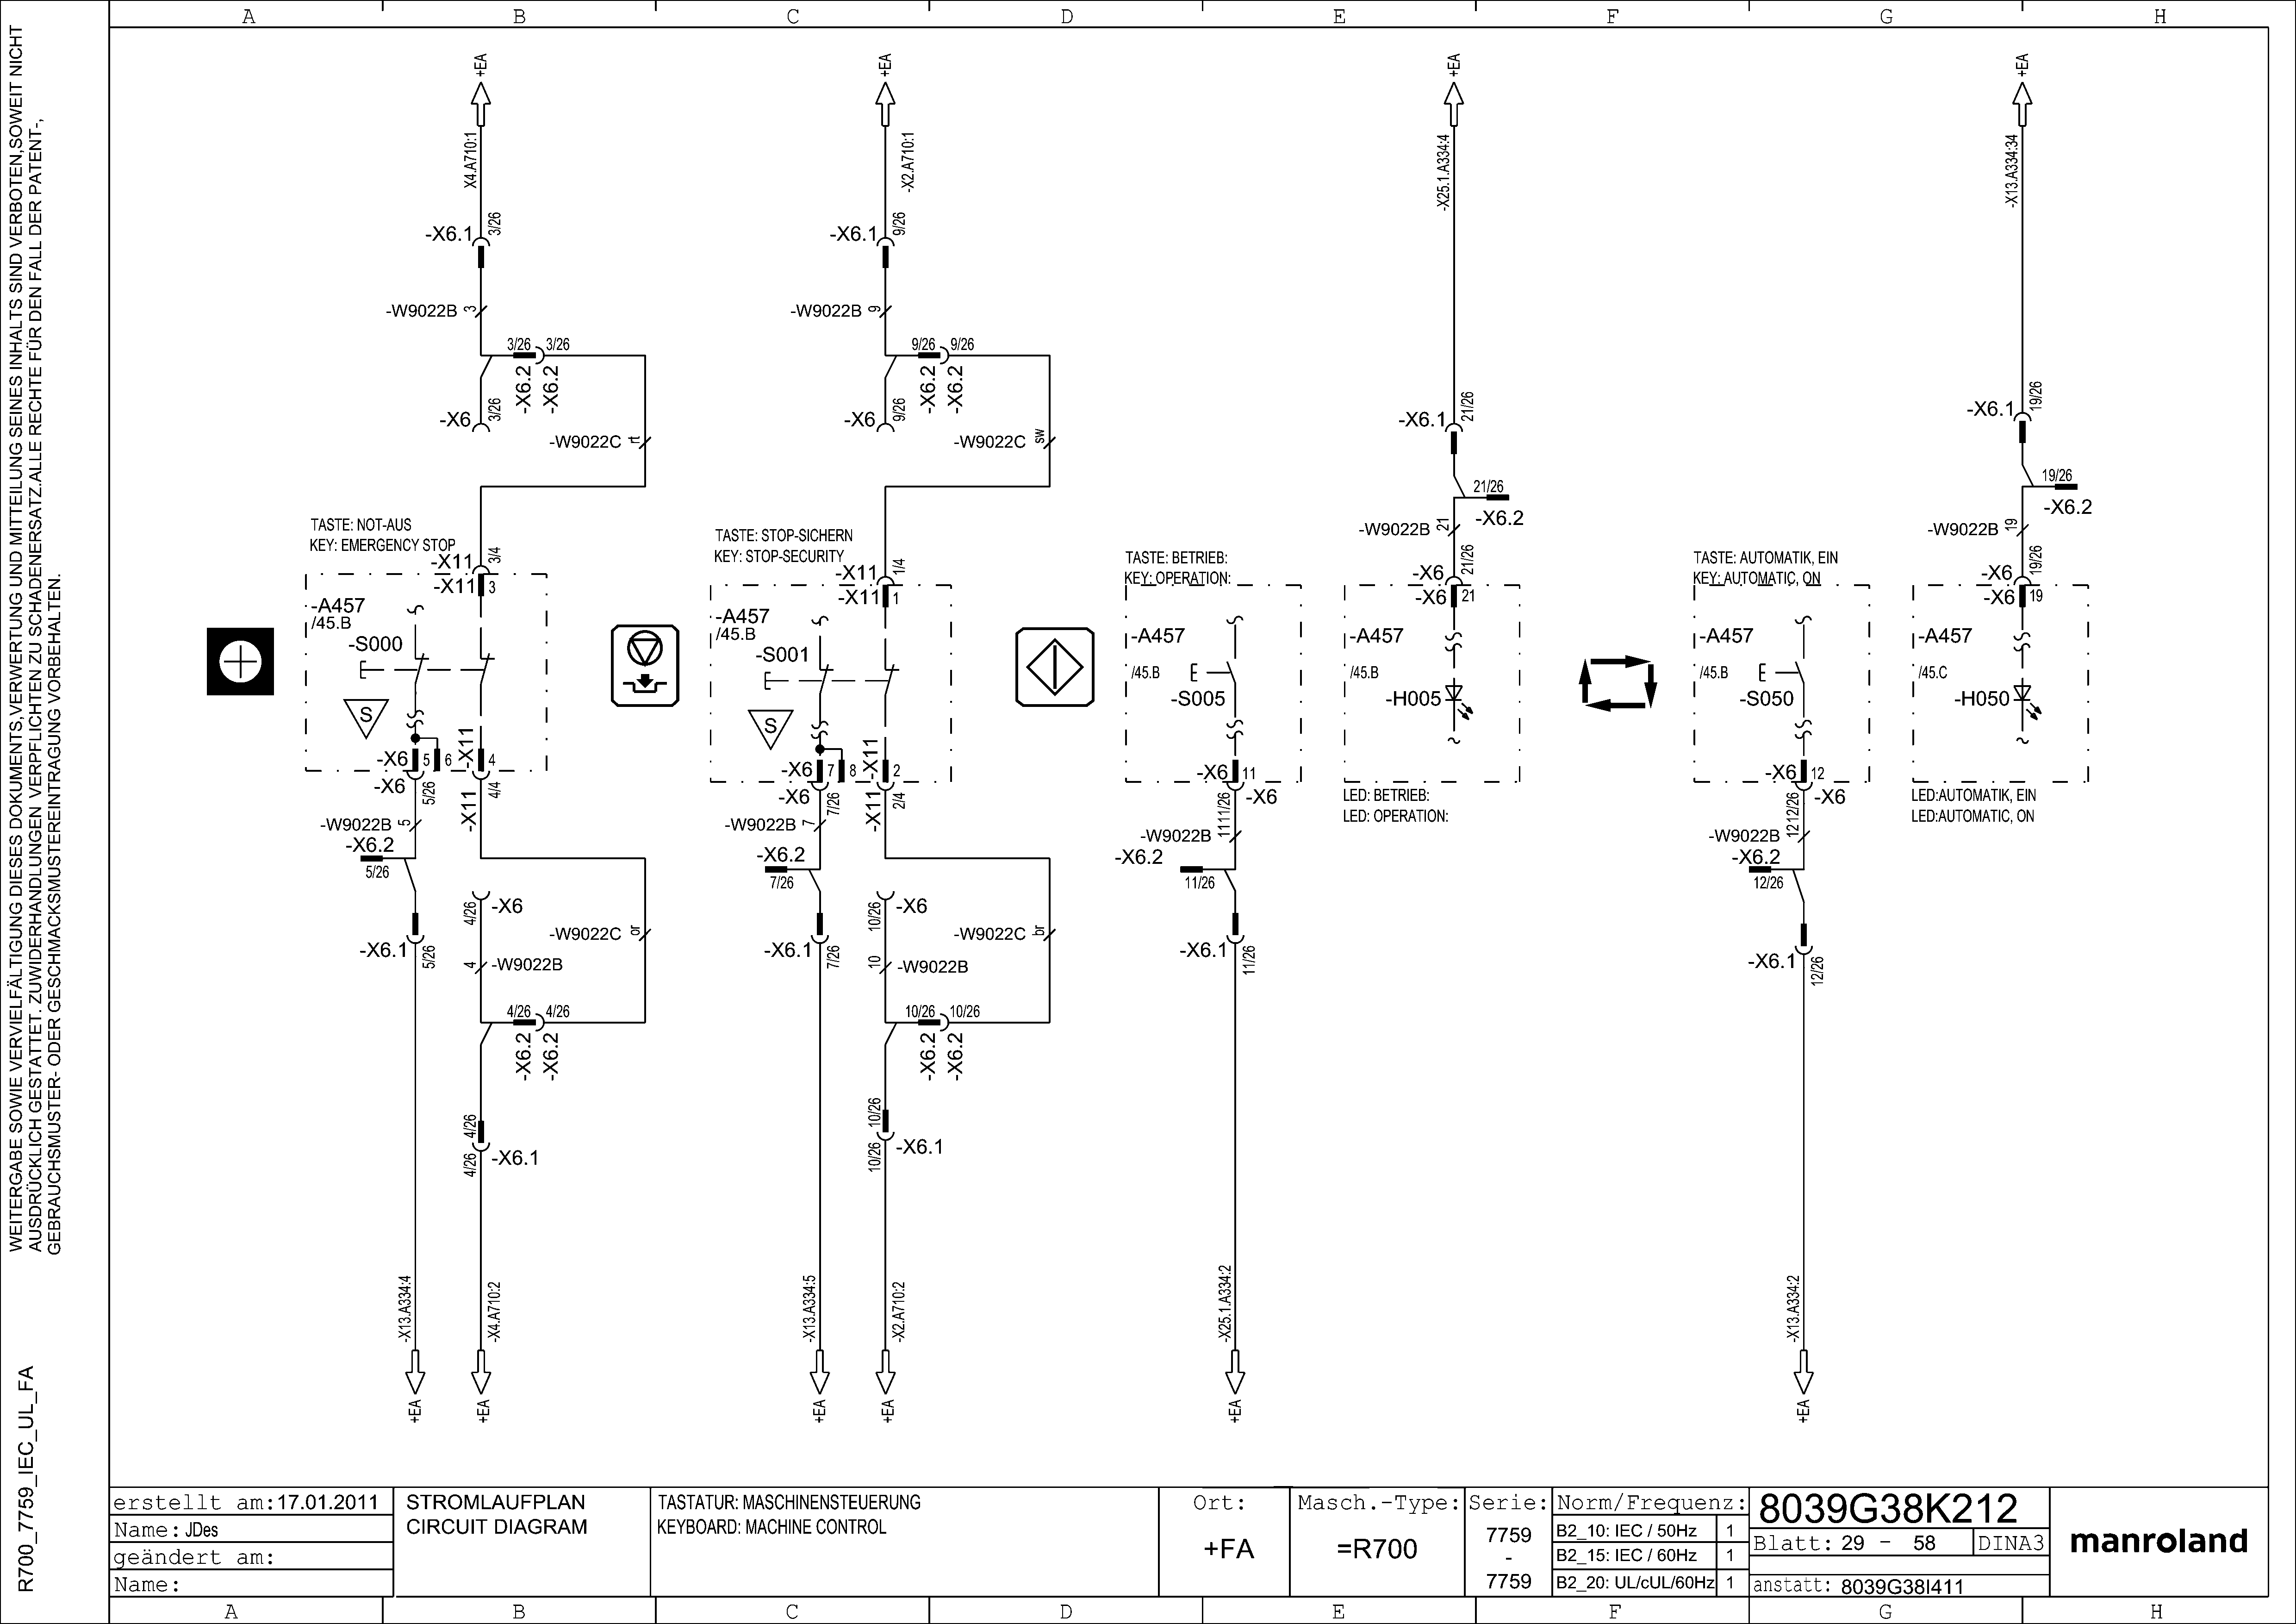 A B C D E F G H
WEITERGABE SOWIE VERVIELFÄLTIGUNG DIESES DOKUMENTS,VERWERTUNG UND MITTEILUNG SEINES INHALTS SIND VERBOTEN,SOWEIT NICHT
AUSDRÜCKLICH GESTATTET. ZUWIDERHANDLUNGEN VERPFLICHTEN ZU SCHADENERSATZ.ALLE RECHTE FÜR DEN FALL DER PATENT-,
GEBRAUCHSMUSTER- ODER GESCHMACKSMUSTEREINTRAGUNG VORBEHALTEN.
R700_7759_IEC_UL_FA
+EA
X4.A710:1
-X6.1 3/26
-W9022B 3
3/26 3/26
-X6.2 -X6.2
-X6 3/26
-W9022C rt
TASTE: NOT-AUS
KEY: EMERGENCY STOP
-X11 3/4
-X11 3
-A457
/45.B
-S000
S
-X6 5 6 -X11 4
-X6 5/26 -X11 4/4
-W9022B 5
-X6.2
5/26
4/26 -X6
-W9022C or
-X6.1 5/26
4 -W9022B
4/26 4/26
-X6.2 -X6.2
4/26
4/26 -X6.1
-X13.A334:4 -X4.A710:2
+EA +EA
+EA
-X2.A710:1
-X6.1 9/26
-W9022B 9
9/26 9/26
-X6.2 -X6.2
-X6 9/26
-W9022C sw
TASTE: STOP-SICHERN
KEY: STOP-SECURITY
-X11 1/4
-X11 1
-A457
/45.B
-S001
S
-X6 7 8 -X11 2
-X6 7/26 -X11 2/4
-W9022B 7
-X6.2
7/26
10/26 -X6
-W9022C br
-X6.1 7/26
10 -W9022B
10/26 10/26
-X6.2 -X6.2
10/26
10/26 -X6.1
-X13.A334:5 -X2.A710:2
+EA +EA
TASTE: BETRIEB:
KEY: OPERATION:
-A457
/45.B
-S005
-X6 11
-X6
1111/26
-W9022B
-X6.2
11/26
-X6.1
11/26
-X25.1.A334:2
+EA
+EA
-X25.1.A334:4
-X6.1 21/26
21/26
-X6.2
-W9022B 21
-X6 21/26
-X6 21
-A457
/45.B
-H005
LED: BETRIEB:
LED: OPERATION:
TASTE: AUTOMATIK, EIN
KEY: AUTOMATIC, ON
-A457
/45.B
-S050
-X6 12
-X6
1212/26
-W9022B
-X6.2
12/26
-X6.1
12/26
-X13.A334:2
+EA
+EA
-X13.A334:34
-X6.1 19/26
19/26
-X6.2
-W9022B 19
-X6 19/26
-X6 19
-A457
/45.C
-H050
LED:AUTOMATIK, EIN
LED:AUTOMATIC, ON
erstellt am:17.01.2011
Name: JDes
geändert am:
Name:
STROMLAUFPLAN
CIRCUIT DIAGRAM
TASTATUR: MASCHINENSTEUERUNG
KEYBOARD: MACHINE CONTROL
Ort:
+FA
Masch.-Type:
=R700
Serie:
7759
-
7759
Norm/Frequenz:
B2_10: IEC / 50Hz 1
B2_15: IEC / 60Hz 1
B2_20: UL/cUL/60Hz 1
8039G38K212
Blatt: 29 - 58 DINA3
anstatt: 8039G38I411
manroland
A B C D E F G H